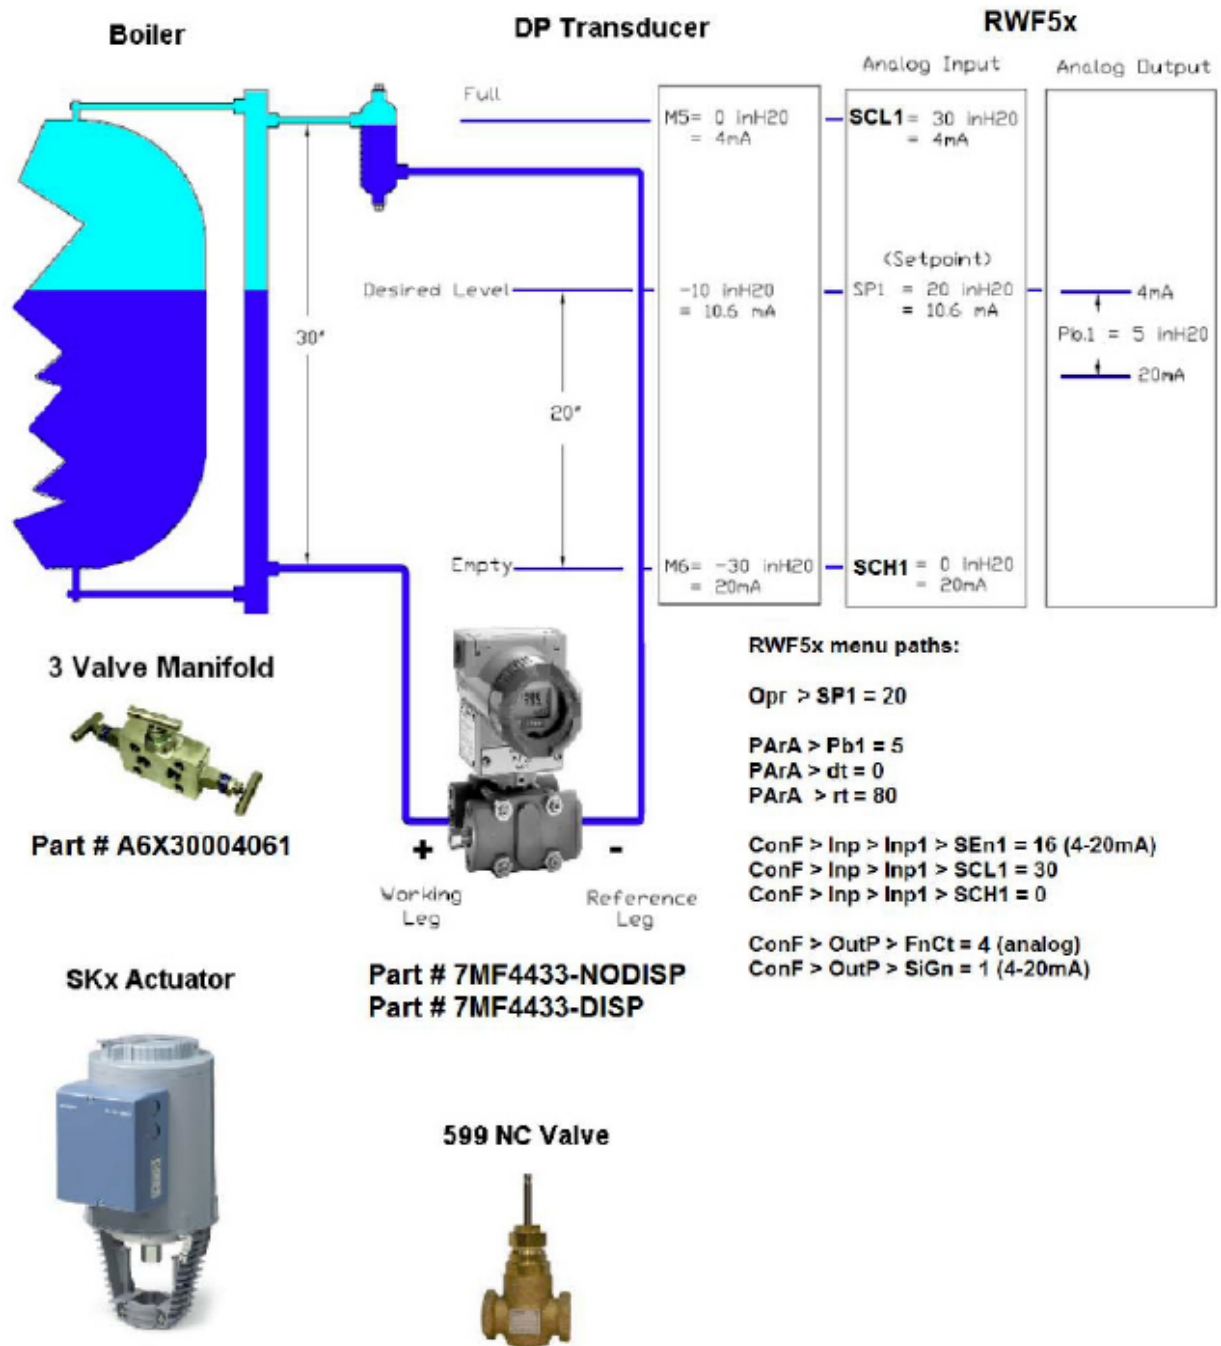 Boiler
DP Transducer
RWF5x
Analog Input
Analog Output
Full
M5= 0 inH20
= 4mA
SCL1 = 30 inH20
= 4mA
(Setpoint)
Desired Level
-10 inH20
= 10.6 mA
SP1 = 20 inH20
= 10.6 mA
4mA
Pb.1 = 5 inH20
20mA
30"
20"
Empty
M6= -30 inH20
= 20mA
SCH1 = 0 inH20
= 20mA
3 Valve Manifold
Part # A6X30004061
+
-
Working
Leg
Reference
Leg
Part # 7MF4433-NODISP
Part # 7MF4433-DISP
RWF5x menu paths:
Opr > SP1 = 20
PArA > Pb1 = 5
PArA > dt = 0
PArA > rt = 80
ConF > Inp > Inp1 > SEn1 = 16 (4-20mA)
ConF > Inp > Inp1 > SCL1 = 30
ConF > Inp > Inp1 > SCH1 = 0
ConF > OutP > FnCt = 4 (analog)
ConF > OutP > SiGn = 1 (4-20mA)
SKx Actuator
599 NC Valve